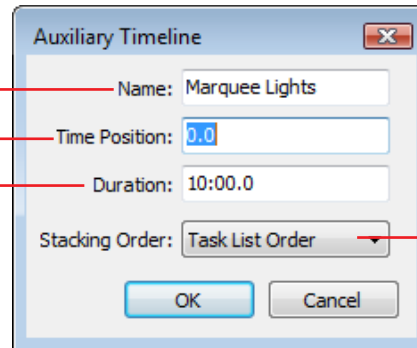 Auxiliary Timeline
Name: Marquee Lights
Time Position: 0.0
Duration: 10:00.0
Stacking Order: Task List Order
OK Cancel